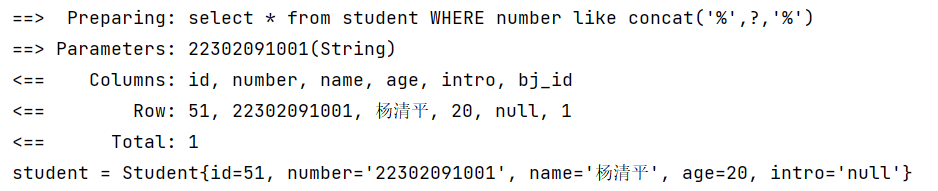 ==>  Preparing: select * from student WHERE number like concat('%',?,'%')
==> Parameters: 22302091001(String)
<==    Columns: id, number, name, age, intro, bj_id
<==        Row: 51, 22302091001, 杨清平, 20, null, 1
<==      Total: 1
student = Student{id=51, number='22302091001', name='杨清平', age=20, intro='null'}